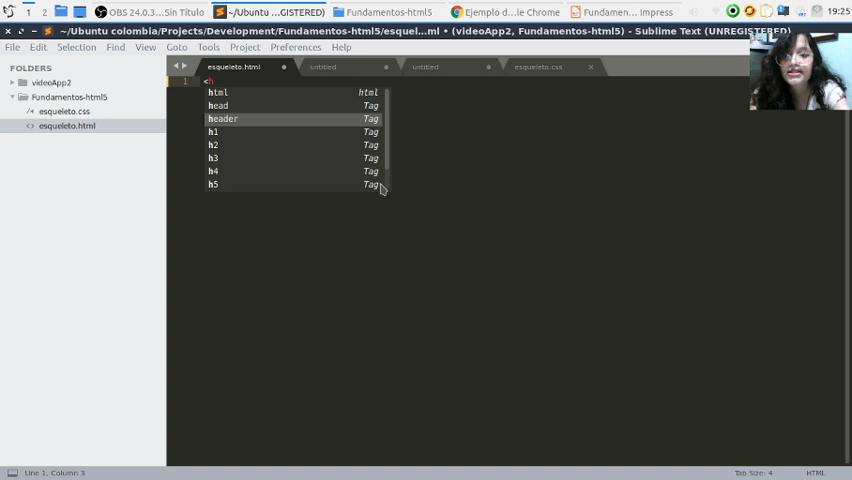 1 2 OBS 24.0.3...Sin Título ~/Ubuntu c...GISTERED) Fundamentos-html5 Ejemplo d...le Chrome Fundamen... Impress 19:25
~/Ubuntu colombia/Projects/Development/Fundamentos-html5/esquel...ml • (videoApp2, Fundamentos-html5) - Sublime Text (UNREGISTERED)
File Edit Selection Find View Goto Tools Project Preferences Help
FOLDERS
videoApp2
Fundamentos-html5
esqueleto.css
esqueleto.html
esqueleto.html untitled untitled esqueleto.css
1 <h
html html
head Tag
header Tag
h1 Tag
h2 Tag
h3 Tag
h4 Tag
h5 Tag
Line 1, Column 3 Tab Size: 4 HTML